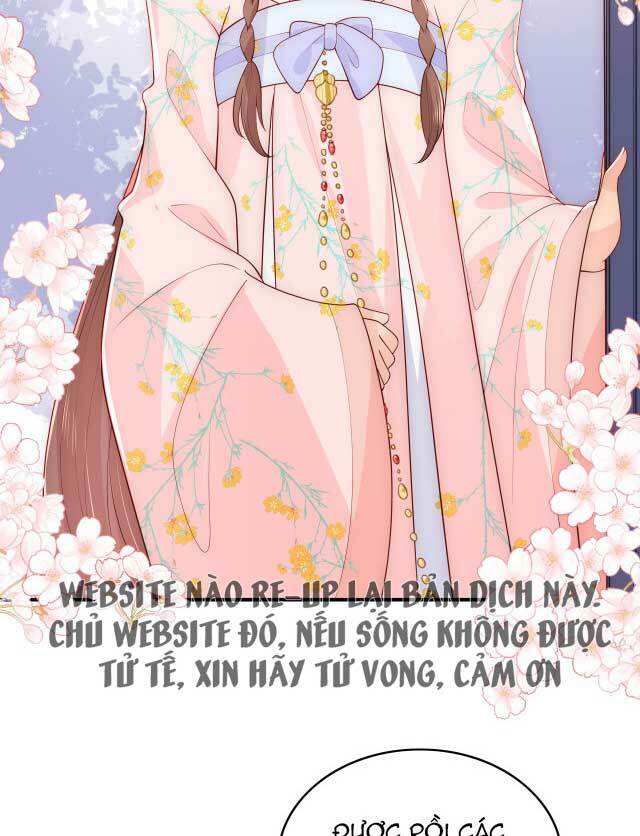 WEBSITE NÀO RE-UP LẠI BẢN DỊCH NÀY.
CHỦ WEBSITE ĐÓ, NẾU SỐNG KHÔNG ĐƯỢC
TỬ TẾ, XIN HÃY TỬ VONG, CẢM ƠN
ĐƯỢC RỒI CÁC